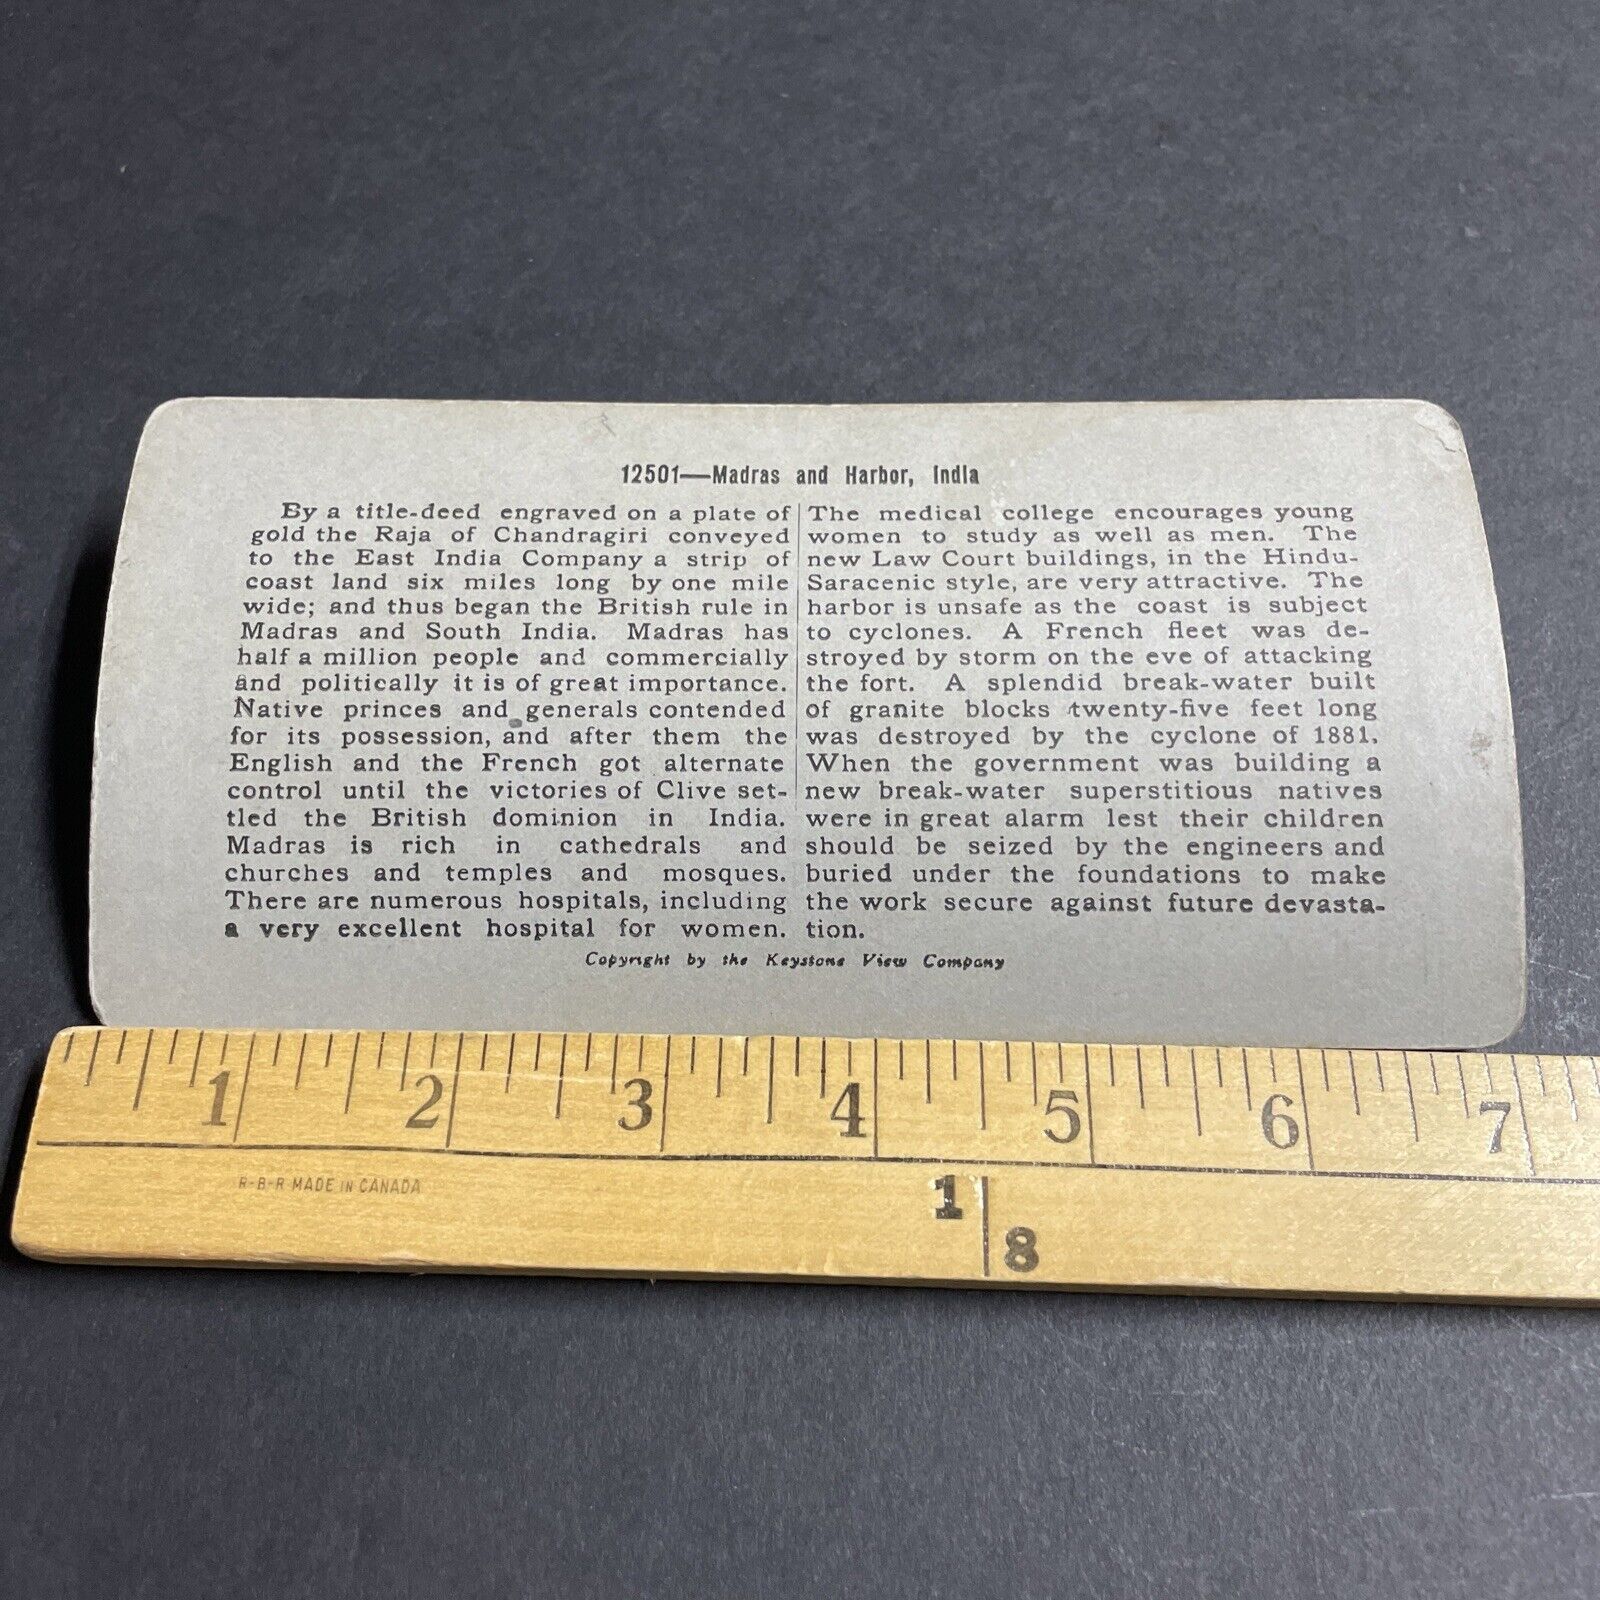 12501—Madras and Harbor, India
By a title-deed engraved on a plate of
gold the Raja of Chandragiri conveyed
to the East India Company a strip of
coast land six miles long by one mile
wide; and thus began the British rule in
Madras and South India. Madras has
half a million people and commercially
and politically it is of great importance.
Native princes and generals contended
for its possession, and after them the
English and the French got alternate
control until the victories of Clive set-
tled the British dominion in India.
Madras is rich in cathedrals and
churches and temples and mosques.
There are numerous hospitals, including
a very excellent hospital for women.
The medical college encourages young
women to study as well as men. The
new Law Court buildings, in the Hindu-
Saracenic style, are very attractive. The
harbor is unsafe as the coast is subject
to cyclones. A French fleet was de-
stroyed by storm on the eve of attacking
the fort. A splendid break-water built
of granite blocks twenty-five feet long
was destroyed by the cyclone of 1881.
When the government was building a
new break-water superstitious natives
were in great alarm lest their children
should be seized by the engineers and
buried under the foundations to make
the work secure against future devasta-
tion.
Copyright by the Keystone View Company
1 2 3 4 5 6 7
R-B-R MADE IN CANADA
1
8